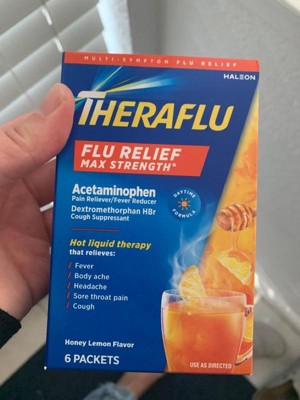 MULTI-SYMPTOM FLU RELIEF
HALEON
THERAFLU
FLU RELIEF
MAX STRENGTH*
Acetaminophen
Pain Reliever/Fever Reducer
Dextromethorphan HBr
Cough Suppressant
DAYTIME
FORMULA
Hot liquid therapy
that relieves:
Fever
Body ache
Headache
Sore throat pain
Cough
Honey Lemon Flavor
6 PACKETS
USE AS DIRECTED